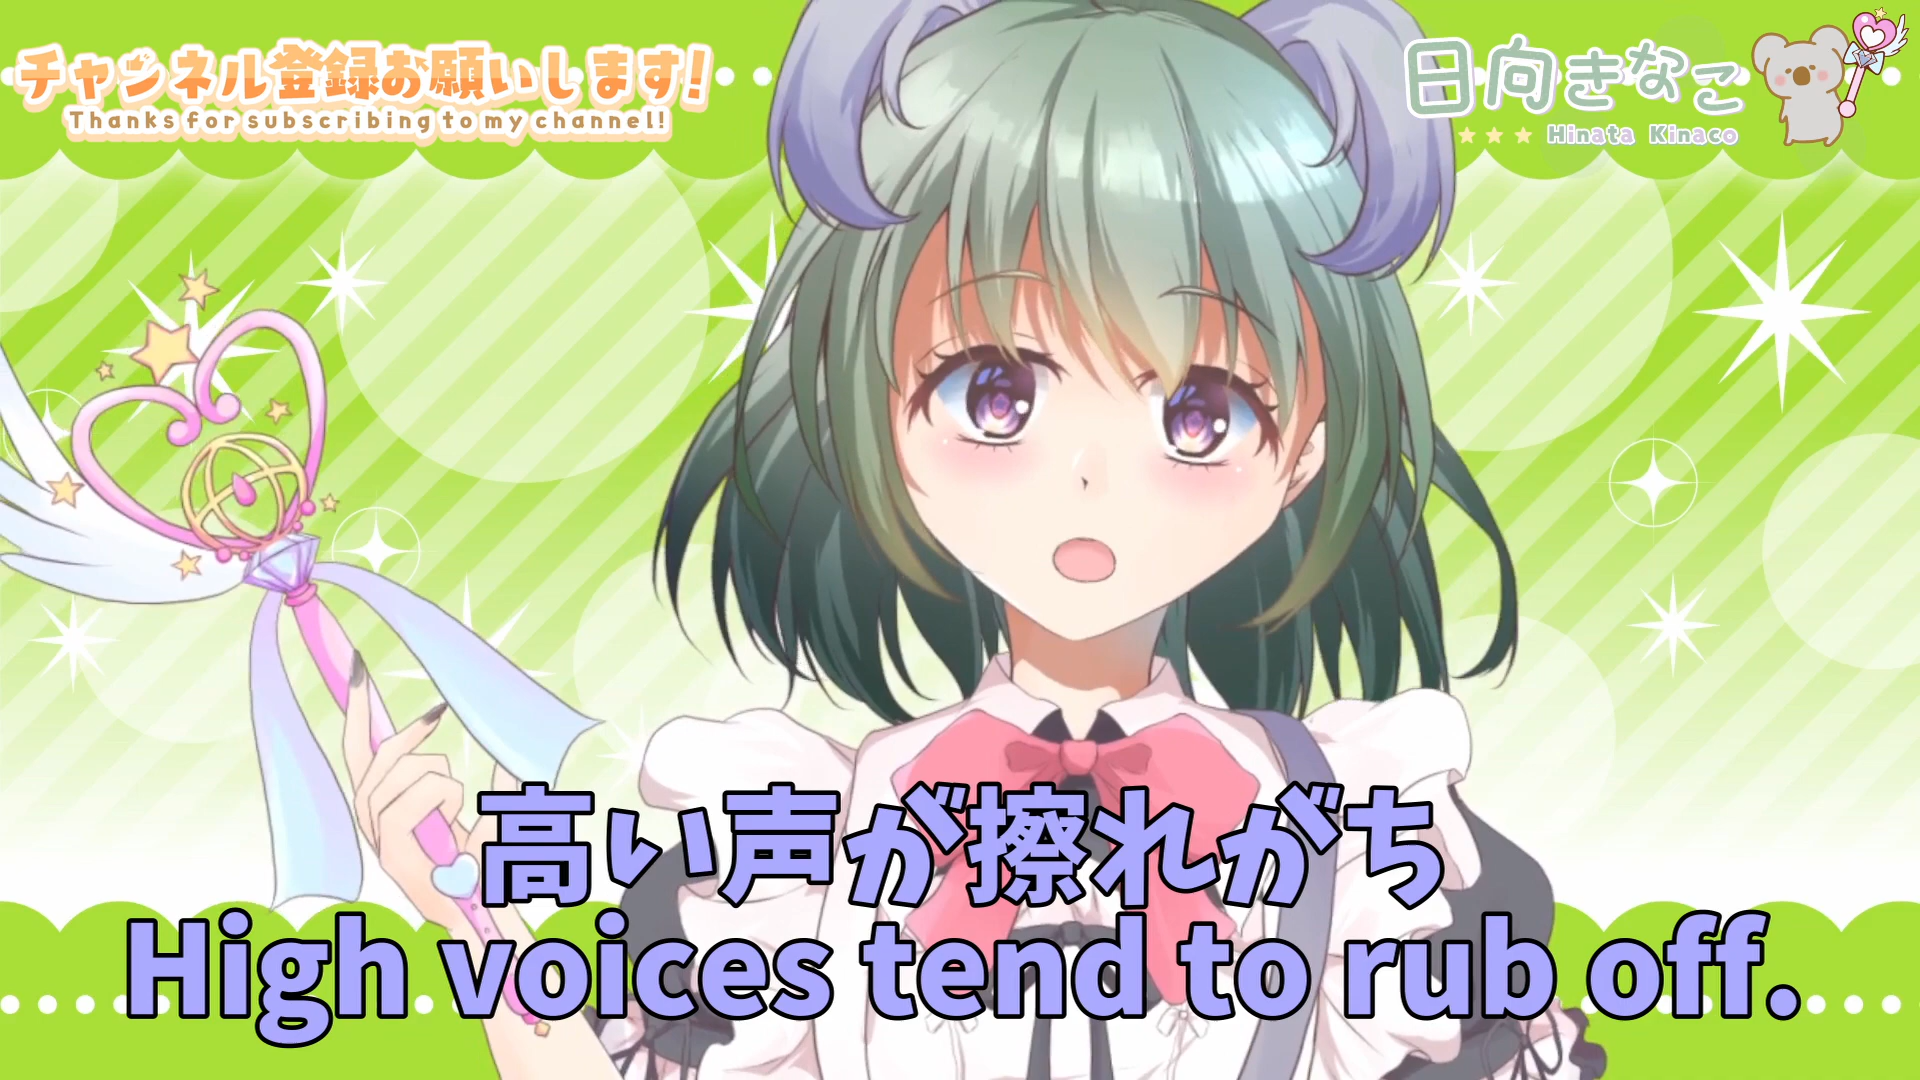 チャンネル登録お願いします!
Thanks for subscribing to my channel!
日向きなこ
Hinata Kinaco
高い声が擦れがち
High voices tend to rub off.